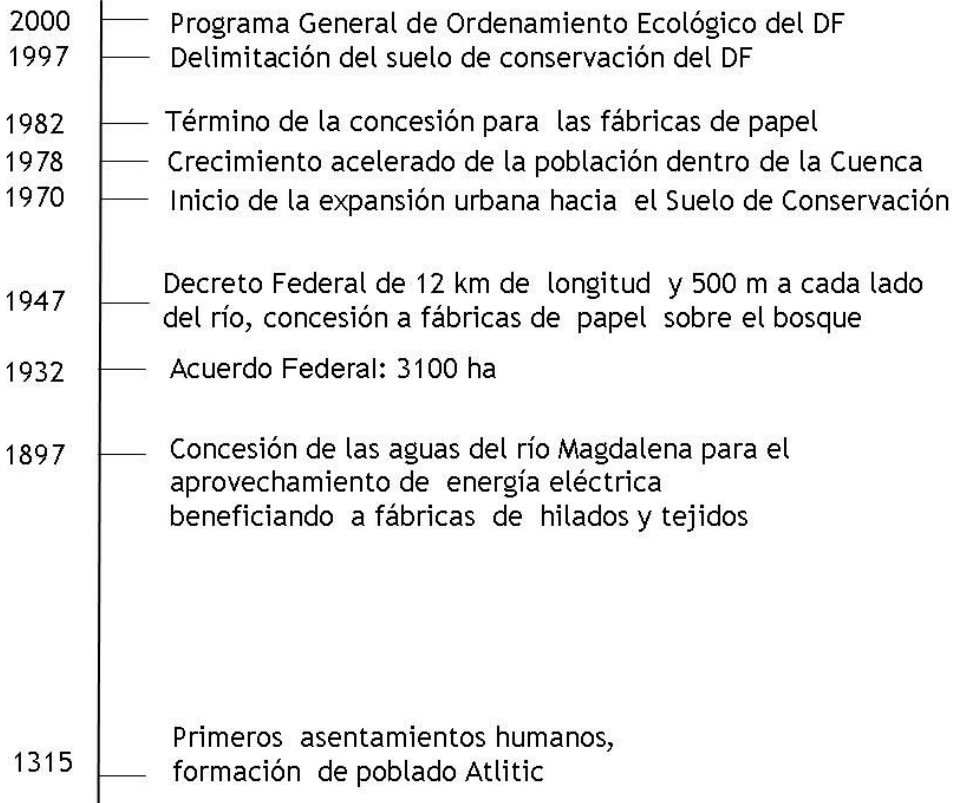 2000 Programa General de Ordenamiento Ecológico del DF
1997 Delimitación del suelo de conservación del DF
1982 Término de la concesión para las fábricas de papel
1978 Crecimiento acelerado de la población dentro de la Cuenca
1970 Inicio de la expansión urbana hacia el Suelo de Conservación
1947 Decreto Federal de 12 km de longitud y 500 m a cada lado
del río, concesión a fábricas de papel sobre el bosque
1932 Acuerdo Federal: 3100 ha
1897 Concesión de las aguas del río Magdalena para el
aprovechamiento de energía eléctrica
beneficiando a fábricas de hilados y tejidos
1315 Primeros asentamientos humanos,
formación de poblado Atlitic